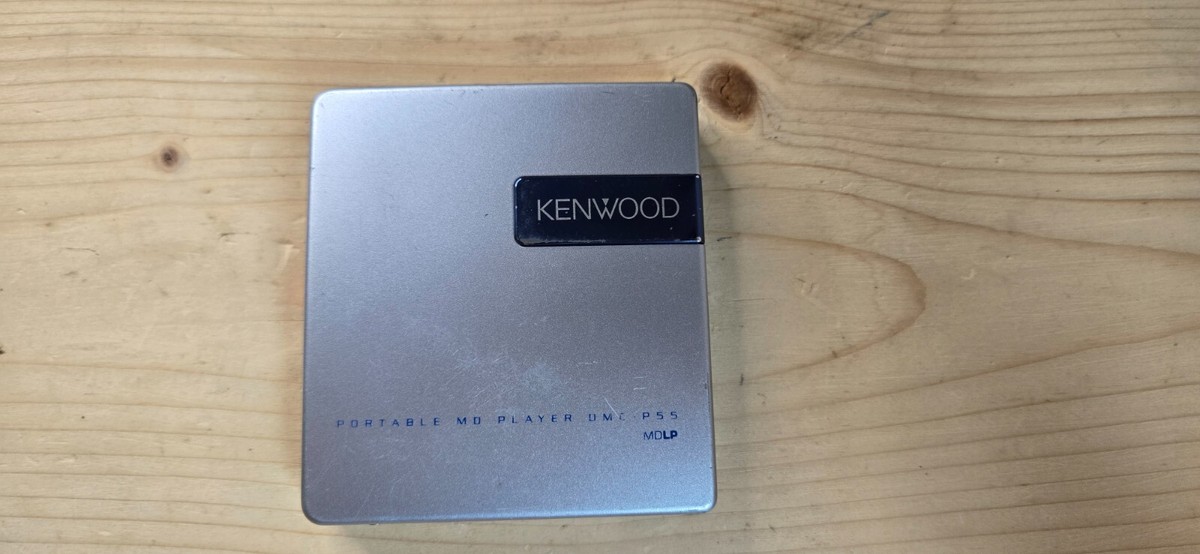 KENWOOD
PORTABLE MD PLAYER DMC-P55
MDLP